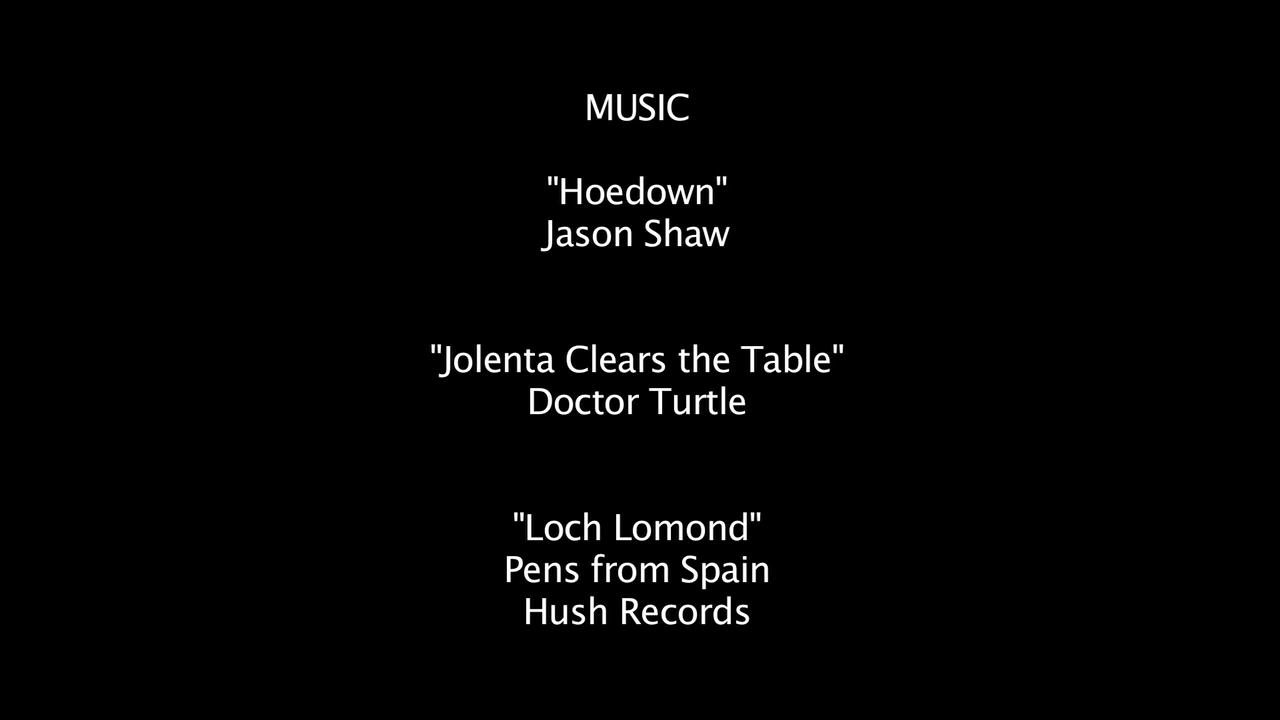 MUSIC
"Hoedown"
Jason Shaw
"Jolenta Clears the Table"
Doctor Turtle
"Loch Lomond"
Pens from Spain
Hush Records